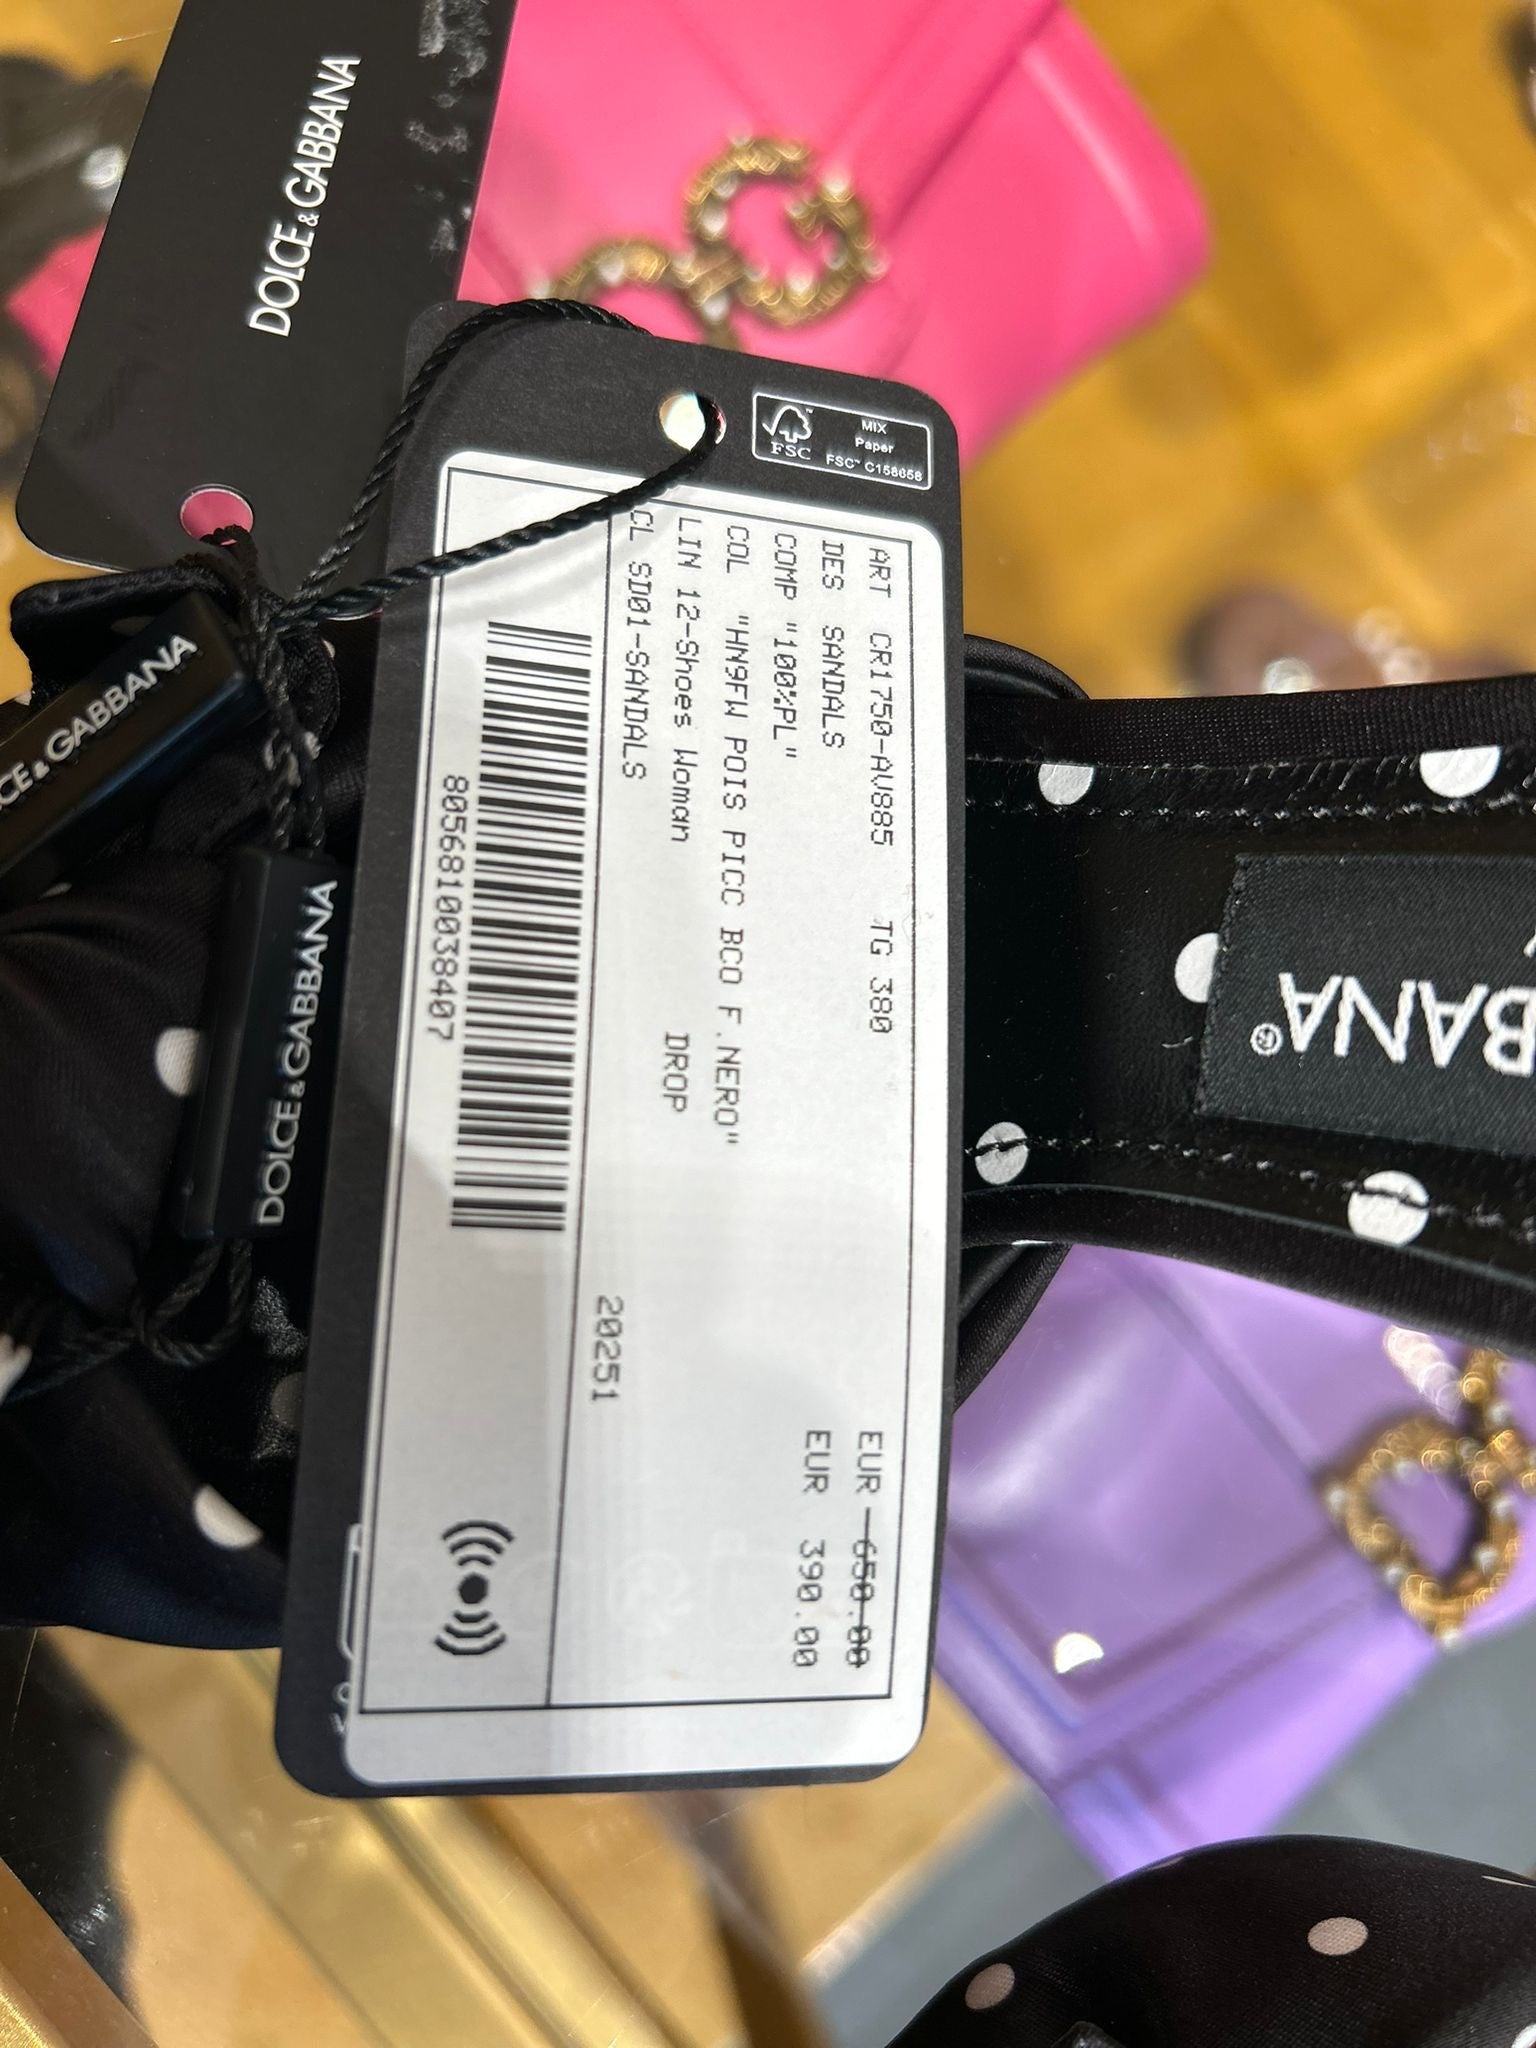 DOLCE&GABBANA
FSC
MIX
Paper
FSC™ C158658
ART CR1750-AV885 TG 380
EUR 650.00
DES SANDALS
EUR 390.00
COMP "100%PL"
COL "HN9FW POIS PICC BCO F.NERO"
LIN 12-Shoes Woman DROP
CL SD01-SANDALS
20251
8056810038407
CE&GABBANA
DOLCE&GABBANA
BANA®